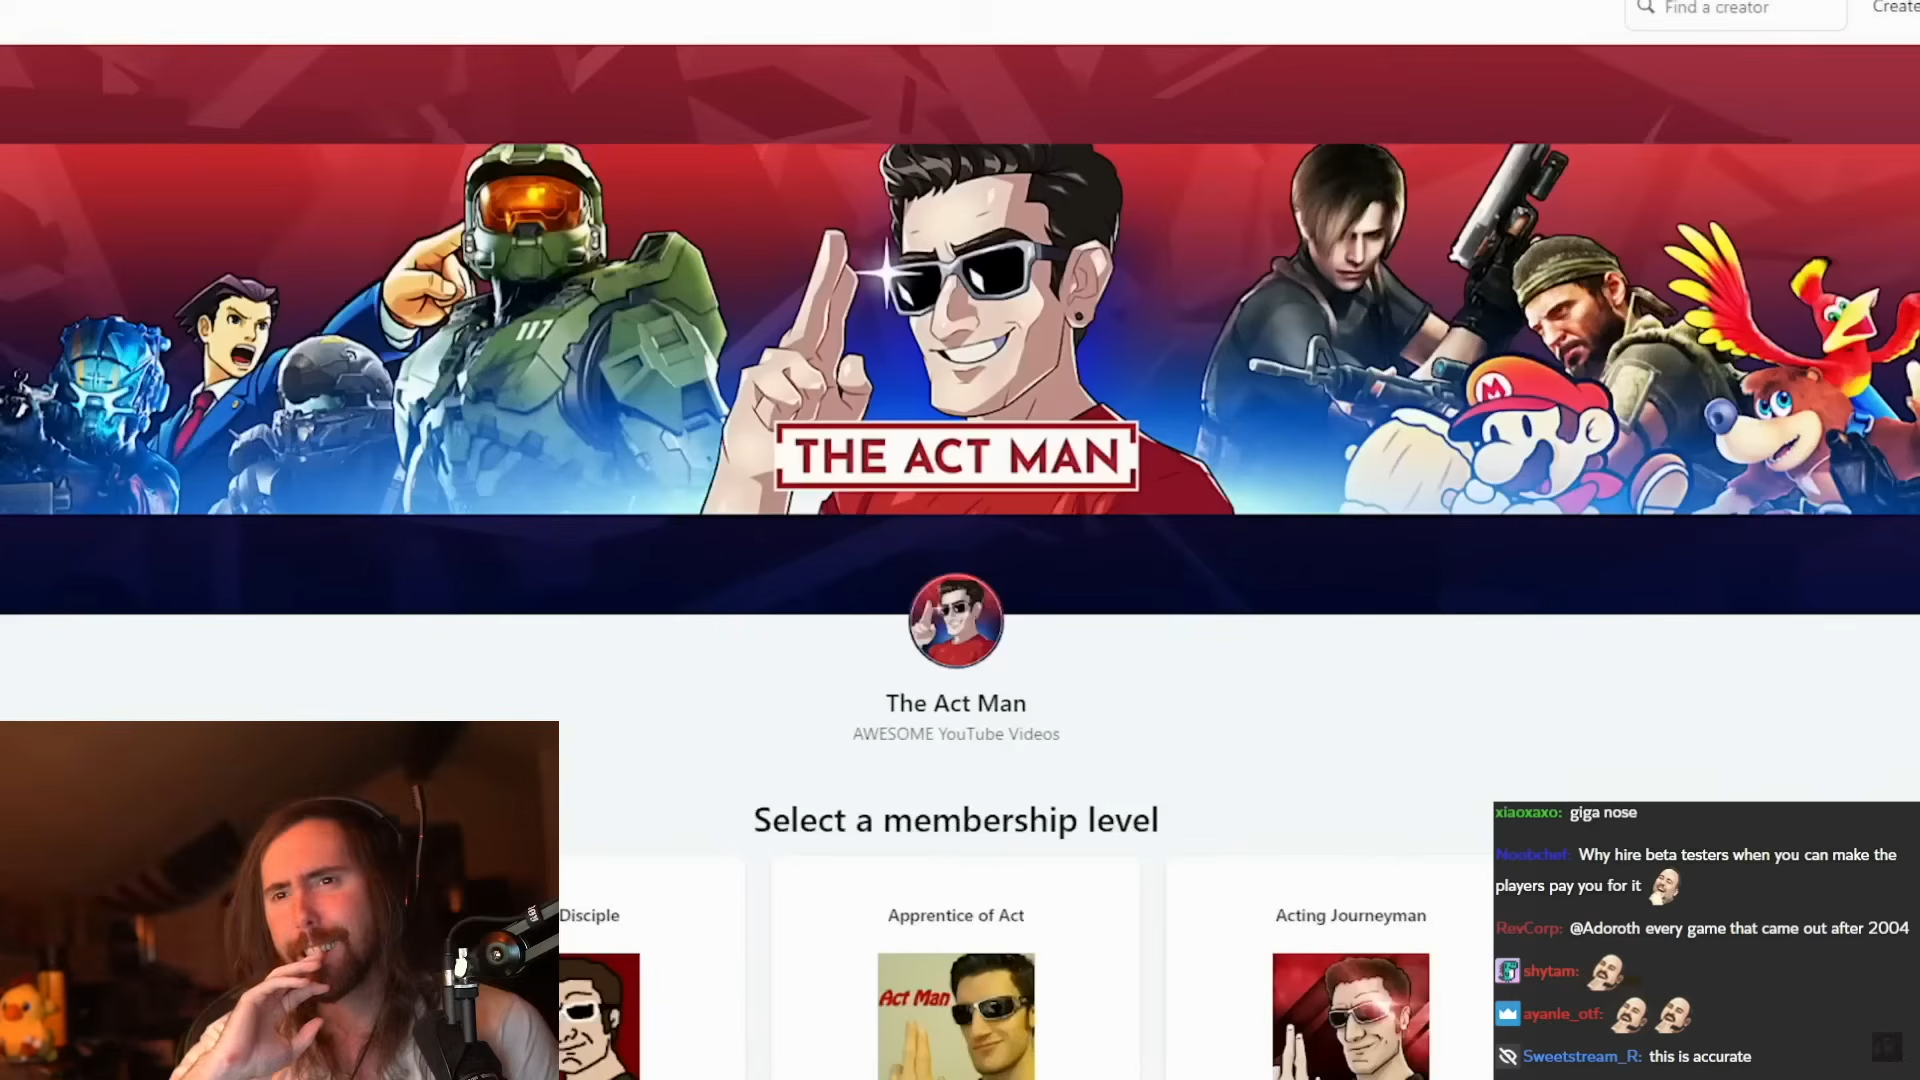 Find a creator
Create
117
M
THE ACT MAN
The Act Man
AWESOME YouTube Videos
Select a membership level
Disciple
Apprentice of Act
Acting Journeyman
Act Man
xiaoxaxo: giga nose
Noobchef: Why hire beta testers when you can make the
players pay you for it
RevCorp: @Adoroth every game that came out after 2004
shytam:
ayanle_otf:
Sweetstream_R: this is accurate